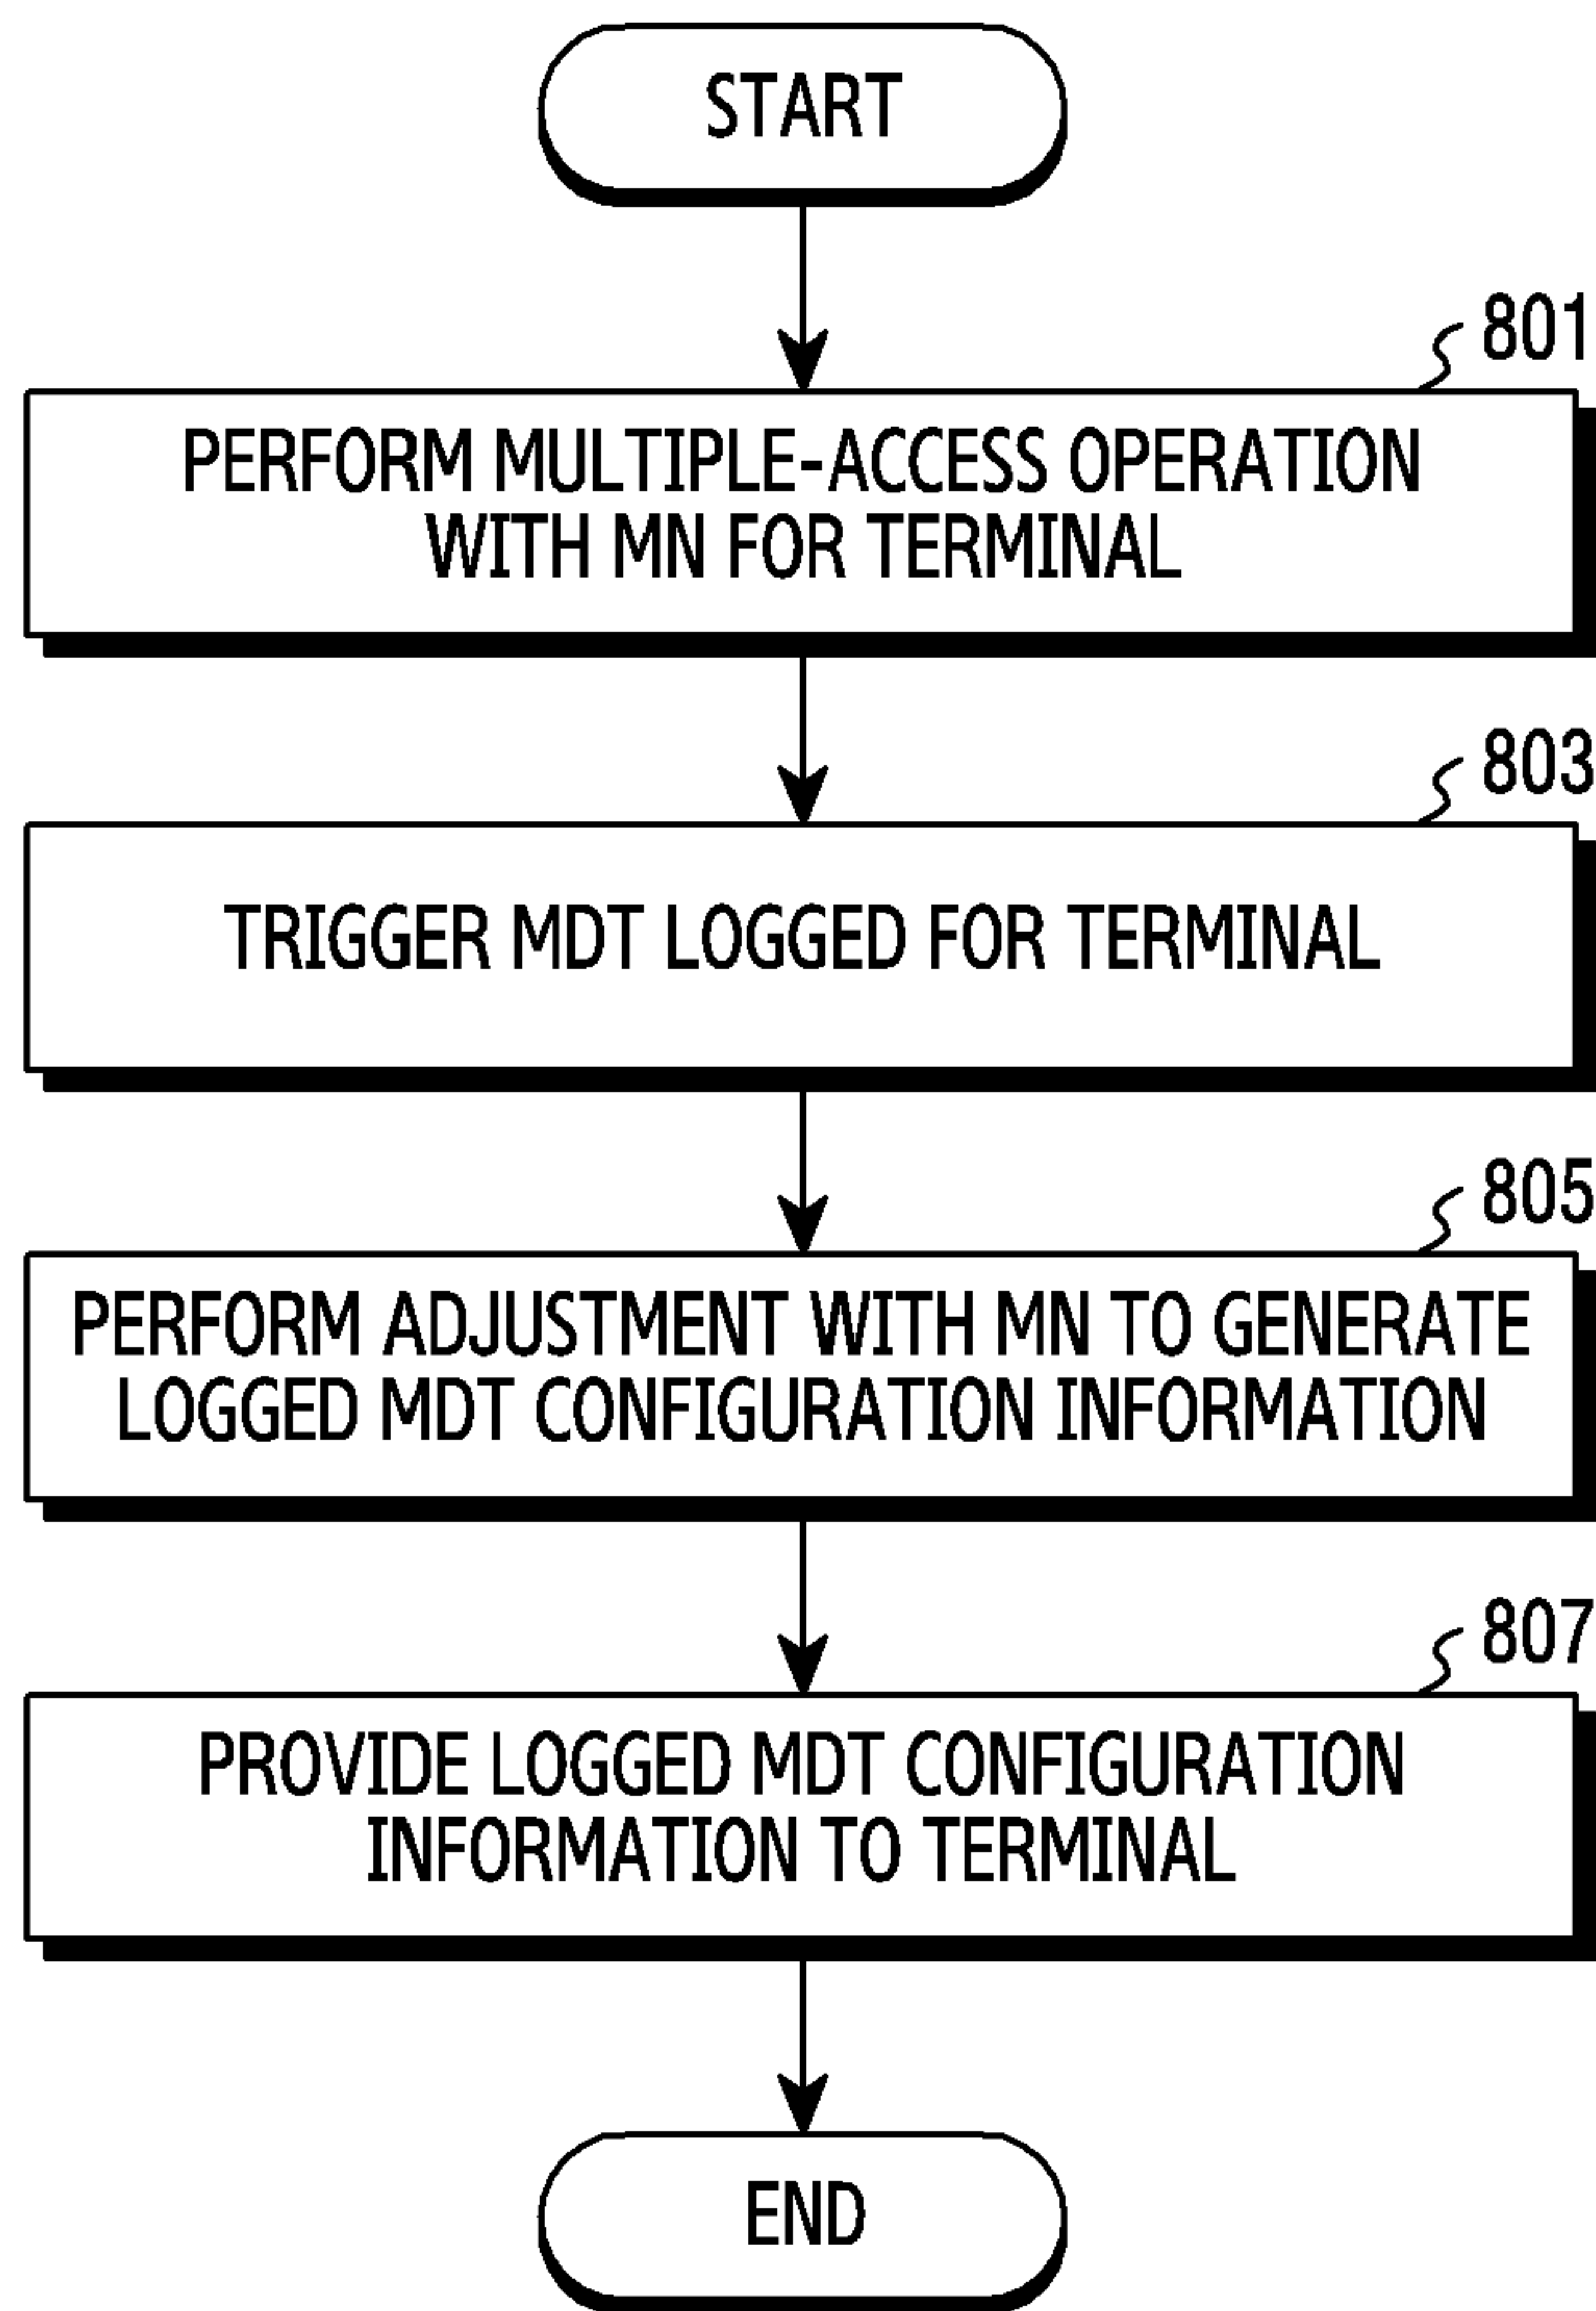 START
801
PERFORM MULTIPLE-ACCESS OPERATION
WITH MN FOR TERMINAL
803
TRIGGER MDT LOGGED FOR TERMINAL
805
PERFORM ADJUSTMENT WITH MN TO GENERATE
LOGGED MDT CONFIGURATION INFORMATION
807
PROVIDE LOGGED MDT CONFIGURATION
INFORMATION TO TERMINAL
END